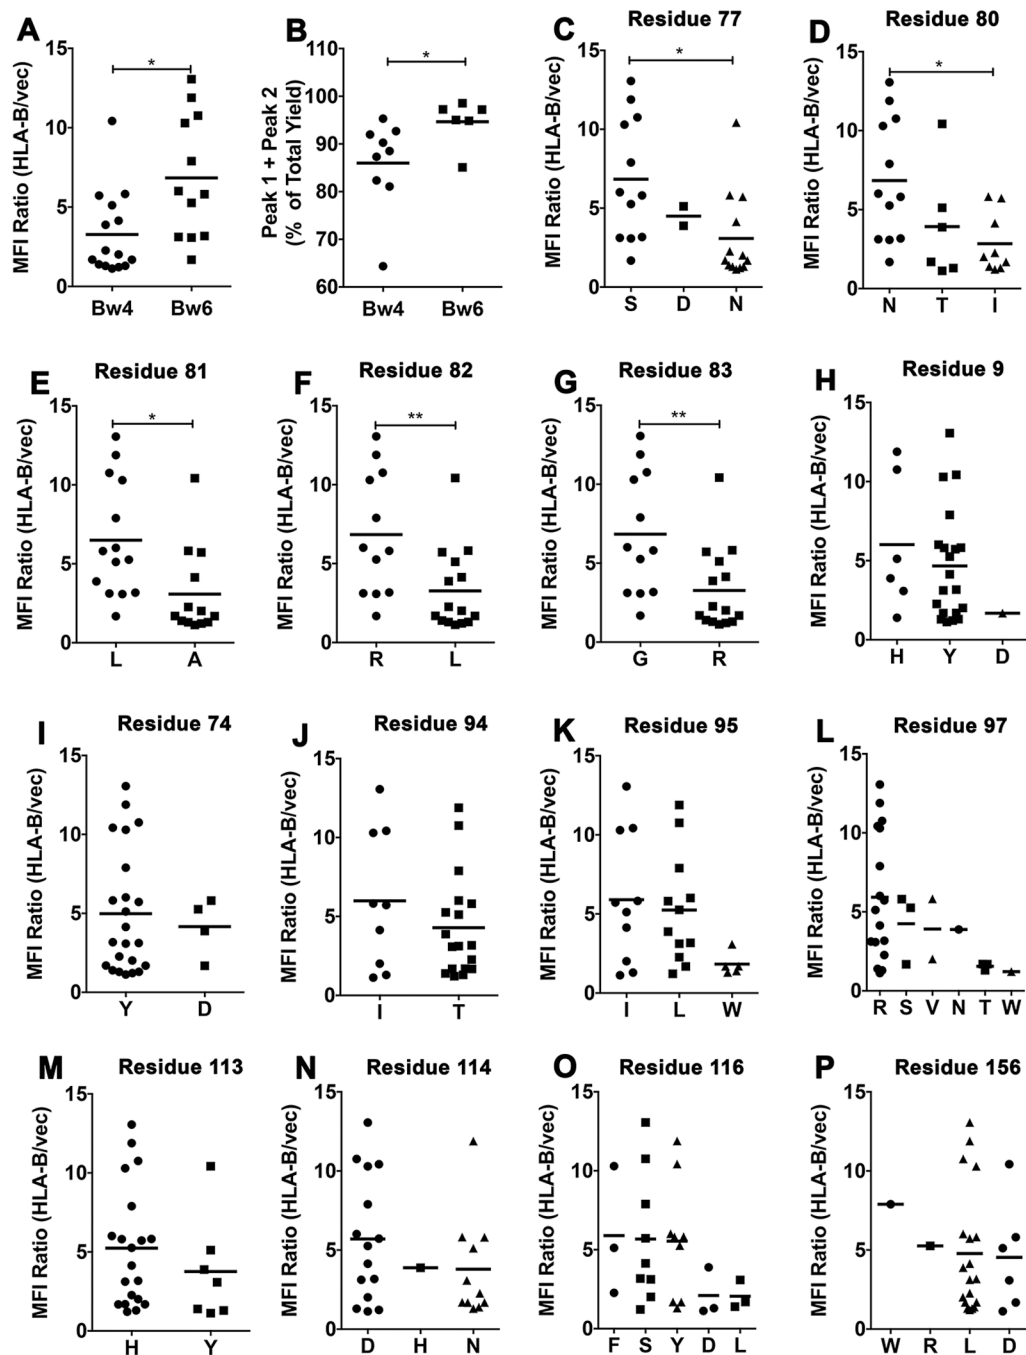 A
MFI Ratio (HLA-B/vec)
15
10
5
0
*
Bw4 Bw6
B
Peak 1 + Peak 2
(% of Total Yield)
110
100
90
80
70
60
*
Bw4 Bw6
C
Residue 77
MFI Ratio (HLA-B/vec)
15
10
5
0
*
S D N
D
Residue 80
MFI Ratio (HLA-B/vec)
15
10
5
0
*
N T I
E
Residue 81
MFI Ratio (HLA-B/vec)
15
10
5
0
*
L A
F
Residue 82
MFI Ratio (HLA-B/vec)
15
10
5
0
**
R L
G
Residue 83
MFI Ratio (HLA-B/vec)
15
10
5
0
**
G R
H
Residue 9
MFI Ratio (HLA-B/vec)
15
10
5
0
H Y D
I
Residue 74
MFI Ratio (HLA-B/vec)
15
10
5
0
Y D
J
Residue 94
MFI Ratio (HLA-B/vec)
15
10
5
0
I T
K
Residue 95
MFI Ratio (HLA-B/vec)
15
10
5
0
I L W
L
Residue 97
MFI Ratio (HLA-B/vec)
15
10
5
0
R S V N T W
M
Residue 113
MFI Ratio (HLA-B/vec)
15
10
5
0
H Y
N
Residue 114
MFI Ratio (HLA-B/vec)
15
10
5
0
D H N
O
Residue 116
MFI Ratio (HLA-B/vec)
15
10
5
0
F S Y D L
P
Residue 156
MFI Ratio (HLA-B/vec)
15
10
5
0
W R L D